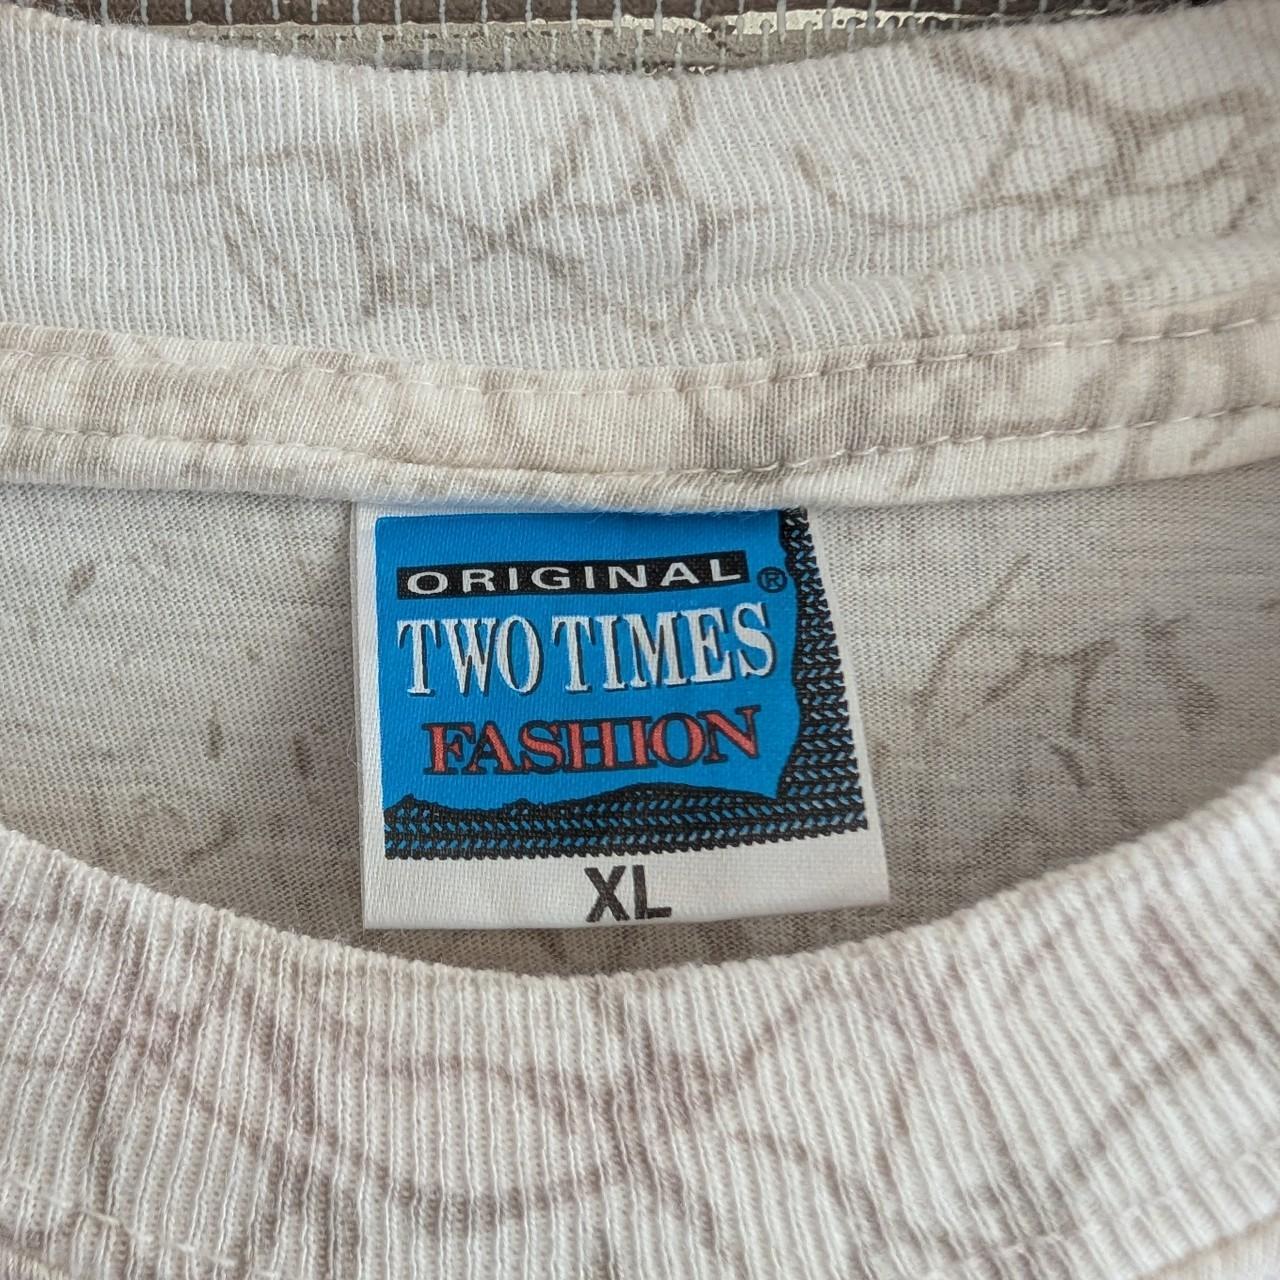 ORIGINAL ®
TWO TIMES
FASHION
XL